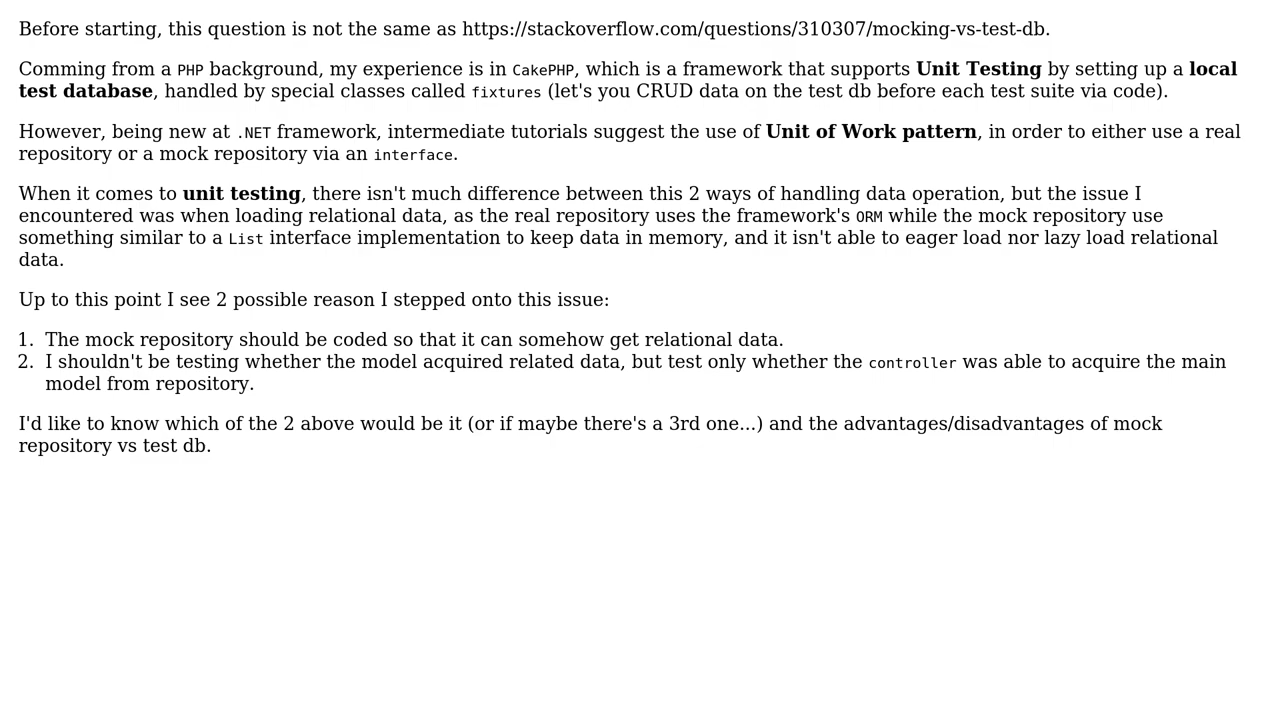 Before starting, this question is not the same as https://stackoverflow.com/questions/310307/mocking-vs-test-db.
Comming from a PHP background, my experience is in CakePHP, which is a framework that supports Unit Testing by setting up a local
test database, handled by special classes called fixtures (let's you CRUD data on the test db before each test suite via code).
However, being new at .NET framework, intermediate tutorials suggest the use of Unit of Work pattern, in order to either use a real
repository or a mock repository via an interface.
When it comes to unit testing, there isn't much difference between this 2 ways of handling data operation, but the issue I
encountered was when loading relational data, as the real repository uses the framework's ORM while the mock repository use
something similar to a List interface implementation to keep data in memory, and it isn't able to eager load nor lazy load relational
data.
Up to this point I see 2 possible reason I stepped onto this issue:
1. The mock repository should be coded so that it can somehow get relational data.
2. I shouldn't be testing whether the model acquired related data, but test only whether the controller was able to acquire the main
model from repository.
I'd like to know which of the 2 above would be it (or if maybe there's a 3rd one...) and the advantages/disadvantages of mock
repository vs test db.